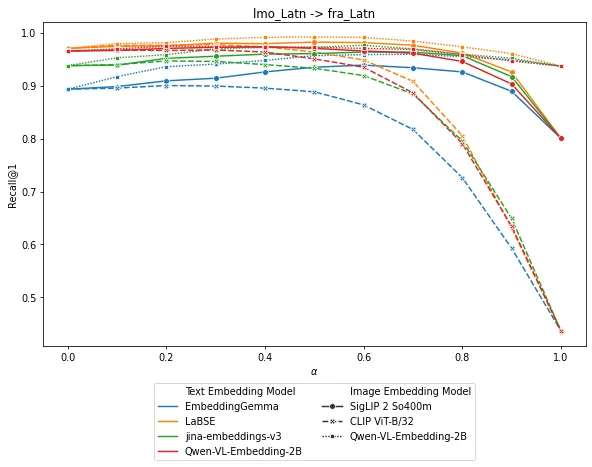 lmo_Latn -> fra_Latn
Recall@1
1.0
0.9
0.8
0.7
0.6
0.5
0.0 0.2 0.4 0.6 0.8 1.0
α
Text Embedding Model Image Embedding Model
EmbeddingGemma SigLIP 2 So400m
LaBSE CLIP ViT-B/32
jina-embeddings-v3 Qwen-VL-Embedding-2B
Qwen-VL-Embedding-2B